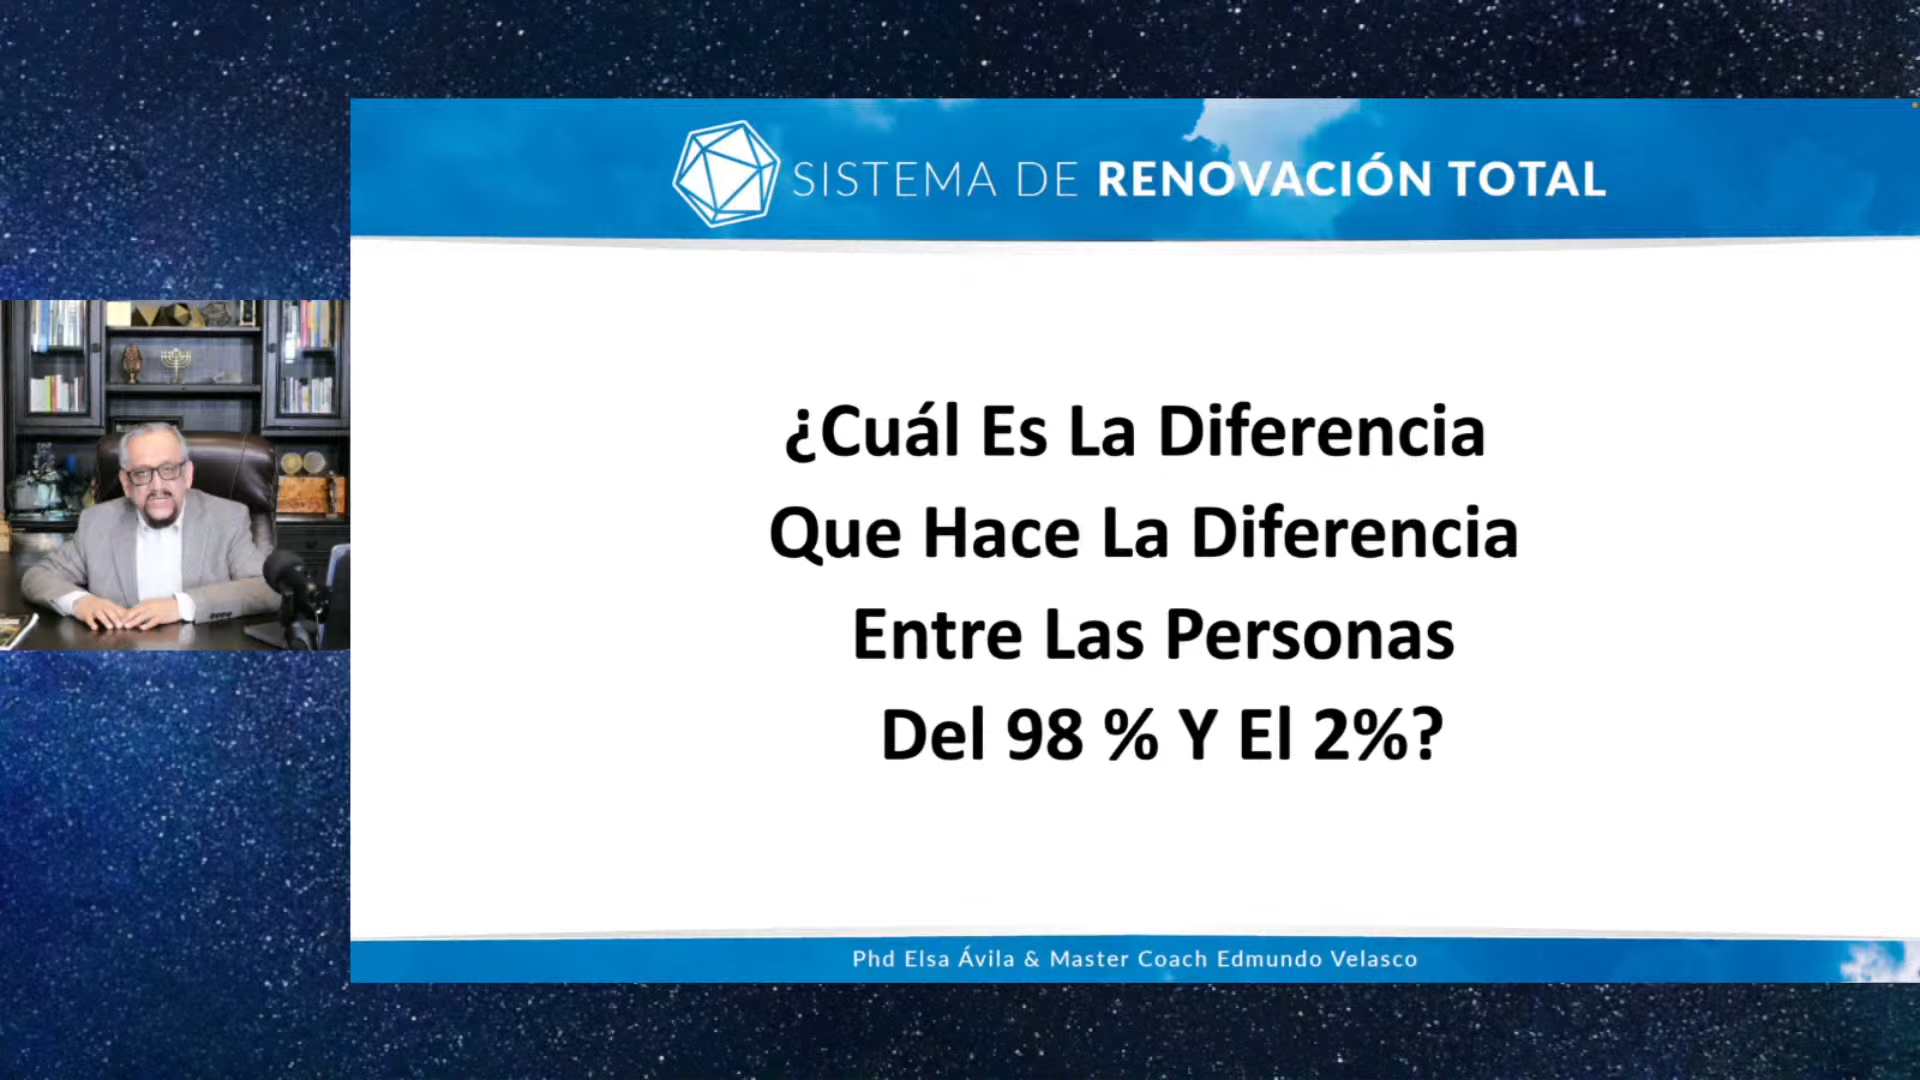 SISTEMA DE RENOVACIÓN TOTAL
¿Cuál Es La Diferencia
Que Hace La Diferencia
Entre Las Personas
Del 98 % Y El 2%?
Phd Elsa Ávila & Master Coach Edmundo Velasco